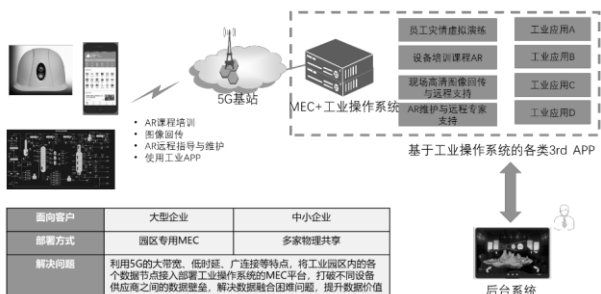 员工灾情虚拟演练
工业应用A
设备培训课程AR
工业应用B
现场高清图像回传
与远程支持
工业应用C
AR维护与远程专家
支持
工业应用D
5G基站
MEC+工业操作系统
• AR课程培训
• 图像回传
• AR远程指导与维护
• 使用工业APP
基于工业操作系统的各类3rd APP
面向客户
大型企业
中小企业
部署方式
园区专用MEC
多家物理共享
解决问题
利用5G的大带宽、低时延、广连接等特点，将工业园区内的各
个数据节点接入部署工业操作系统的MEC平台，打破不同设备
供应商之间的数据壁垒，解决数据融合困难问题，提升数据价值
后台系统